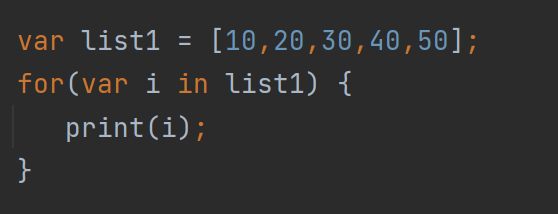 var list1 = [10,20,30,40,50];
for(var i in list1) {
   print(i);
}